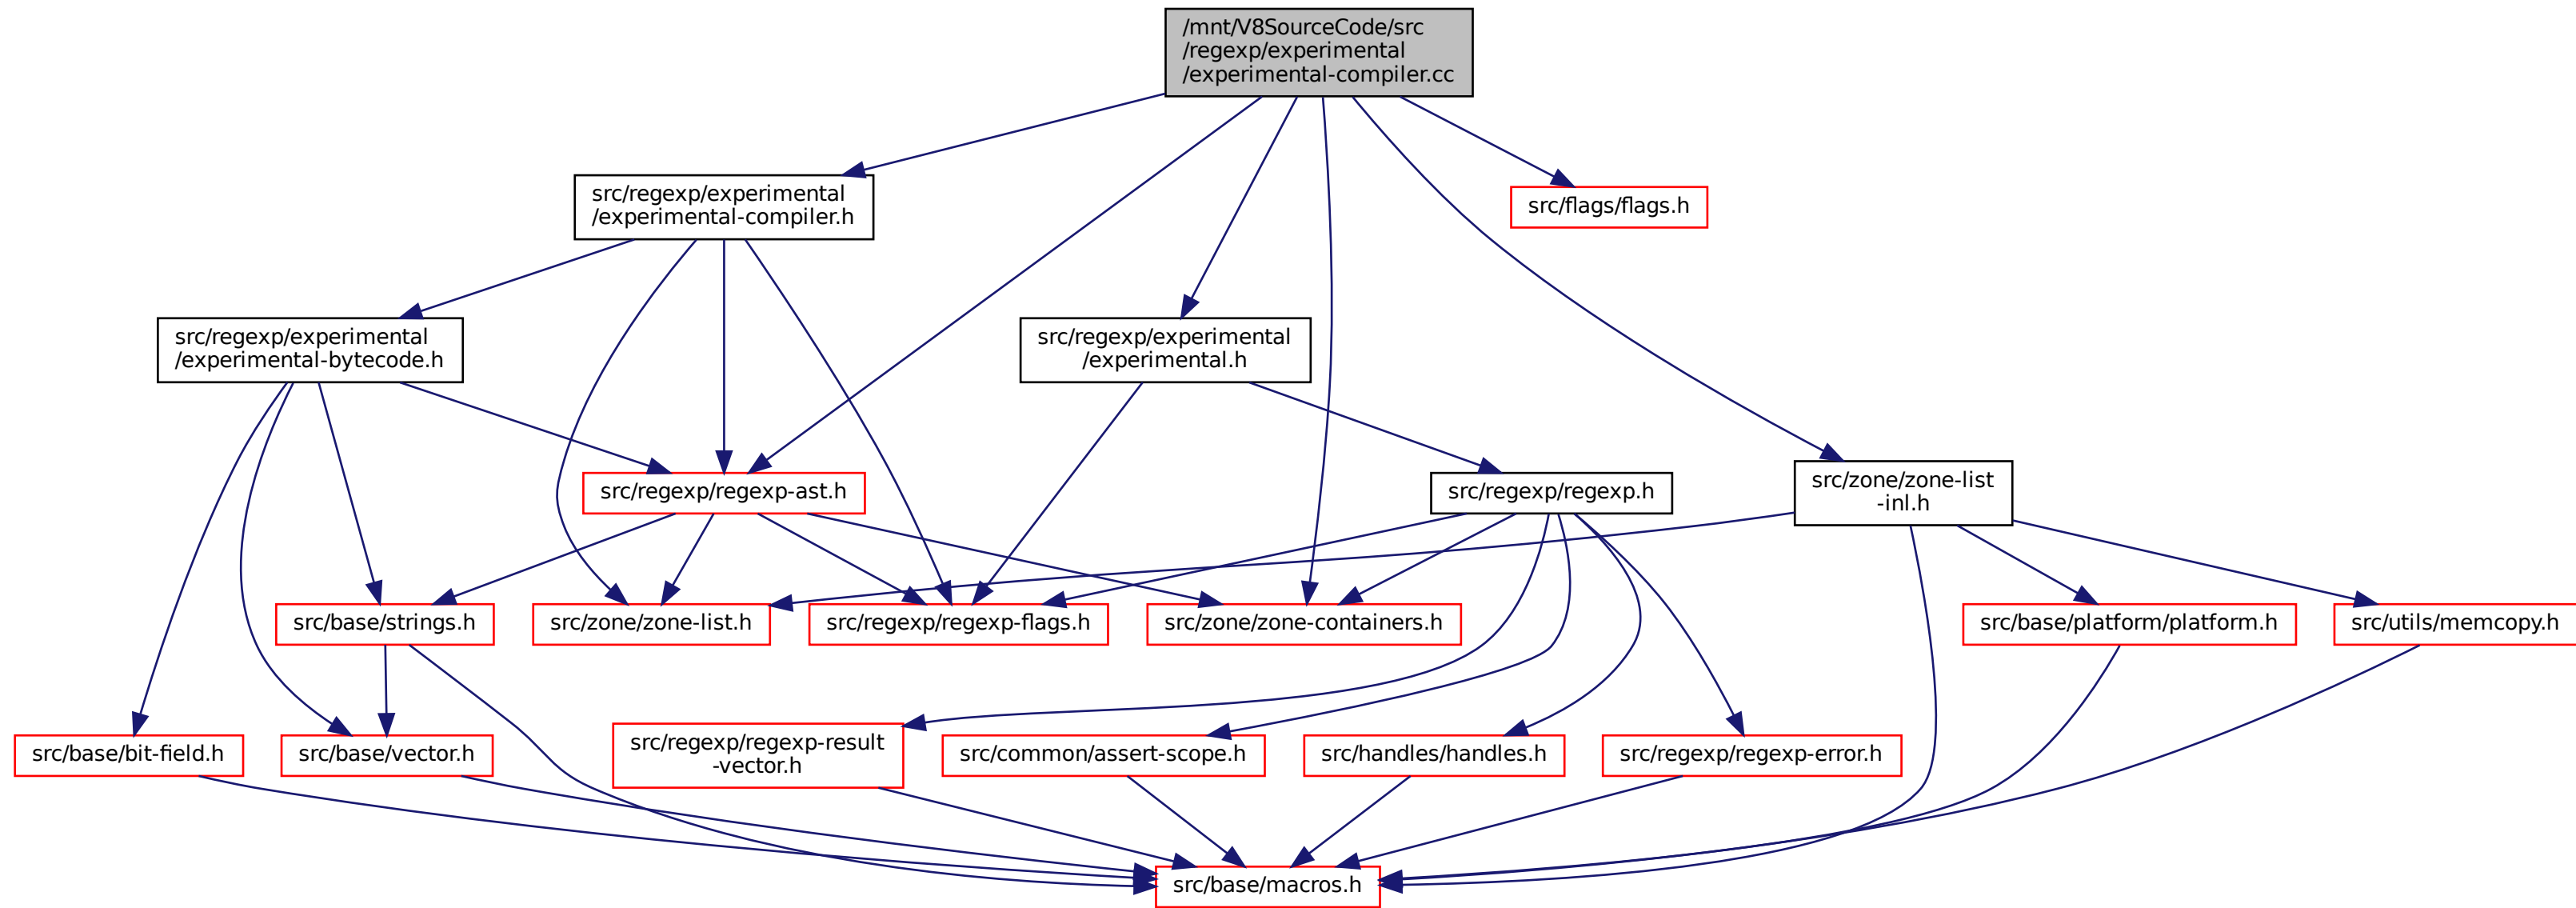 /mnt/V8SourceCode/src
/regexp/experimental
/experimental-compiler.cc
src/regexp/experimental
/experimental-compiler.h
src/flags/flags.h
src/regexp/experimental
/experimental-bytecode.h
src/regexp/experimental
/experimental.h
src/regexp/regexp-ast.h
src/regexp/regexp.h
src/zone/zone-list
-inl.h
src/base/strings.h
src/zone/zone-list.h
src/regexp/regexp-flags.h
src/zone/zone-containers.h
src/base/platform/platform.h
src/utils/memcopy.h
src/base/bit-field.h
src/base/vector.h
src/regexp/regexp-result
-vector.h
src/common/assert-scope.h
src/handles/handles.h
src/regexp/regexp-error.h
src/base/macros.h